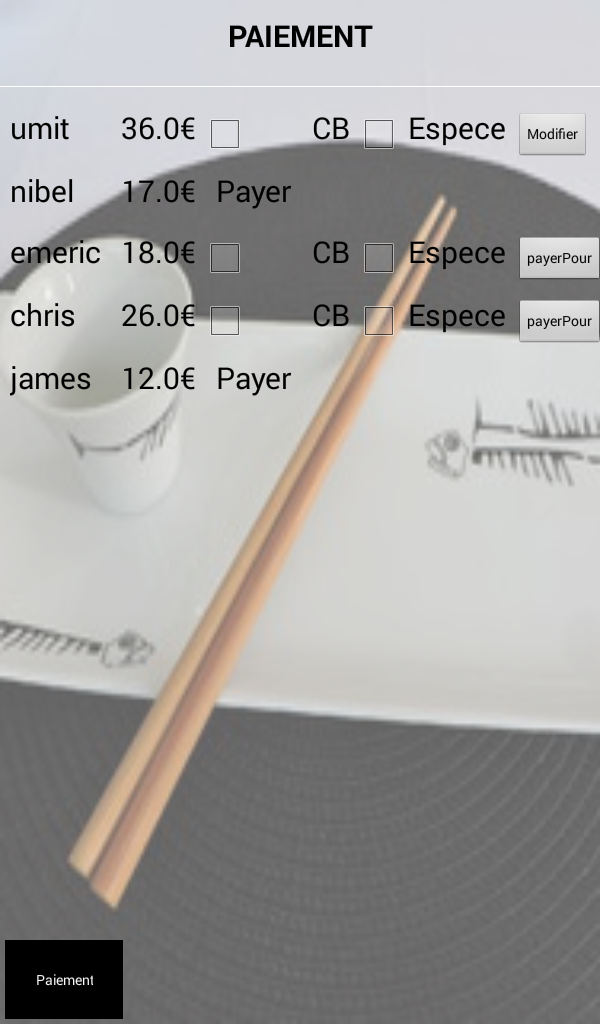 PAIEMENT
umit 36.0€ CB Espece Modifier
nibel 17.0€ Payer
emeric 18.0€ CB Espece payerPour
chris 26.0€ CB Espece payerPour
james 12.0€ Payer
Paiement